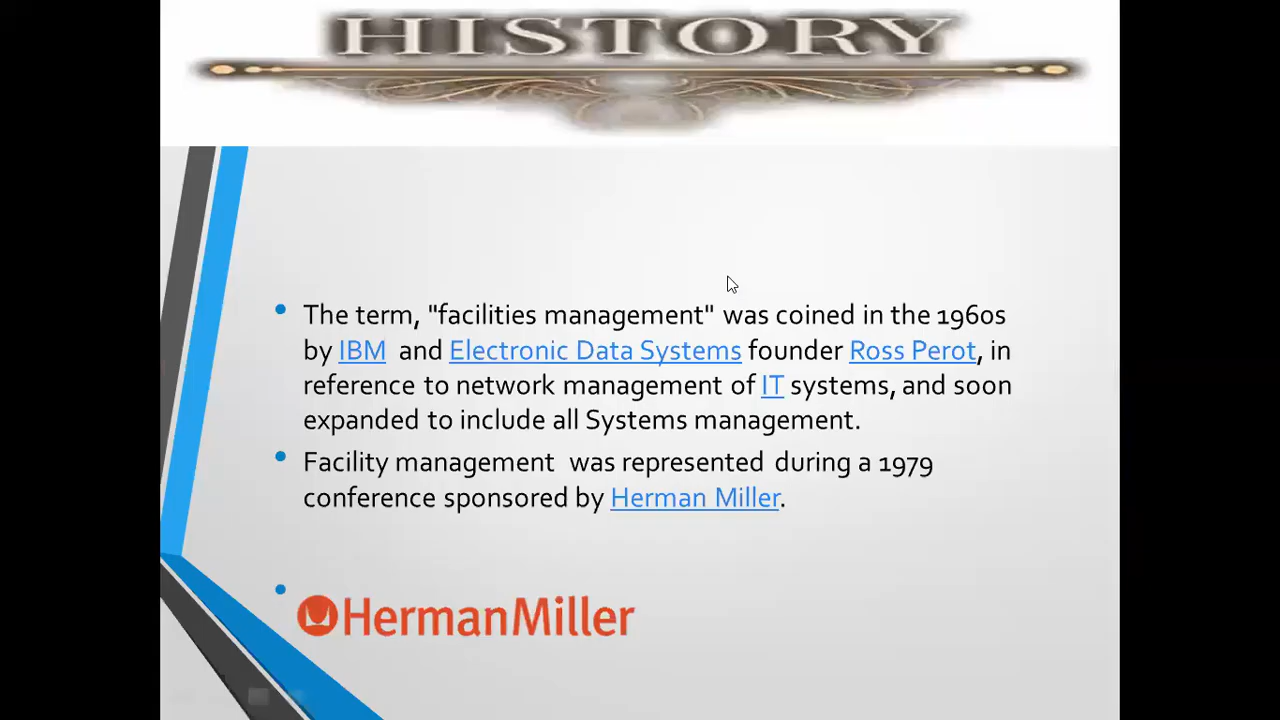 HISTORY
The term, "facilities management" was coined in the 1960s
by IBM and Electronic Data Systems founder Ross Perot, in
reference to network management of IT systems, and soon
expanded to include all Systems management.
Facility management was represented during a 1979
conference sponsored by Herman Miller.
HermanMiller